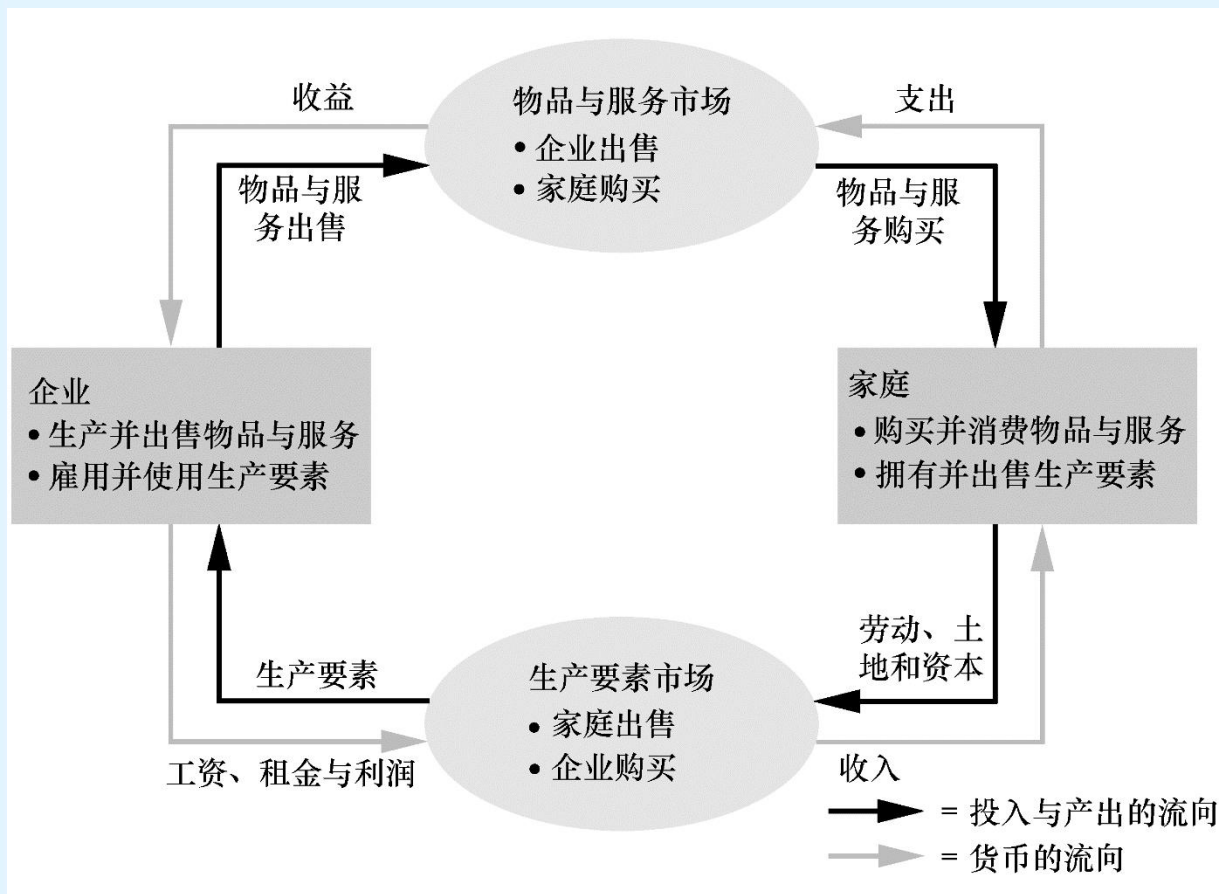 收益
物品与服务市场
• 企业出售
• 家庭购买
支出
物品与服
务出售
物品与服
务购买
企业
• 生产并出售物品与服务
• 雇用并使用生产要素
家庭
• 购买并消费物品与服务
• 拥有并出售生产要素
生产要素
生产要素市场
• 家庭出售
• 企业购买
劳动、土
地和资本
工资、租金与利润
收入
= 投入与产出的流向
= 货币的流向